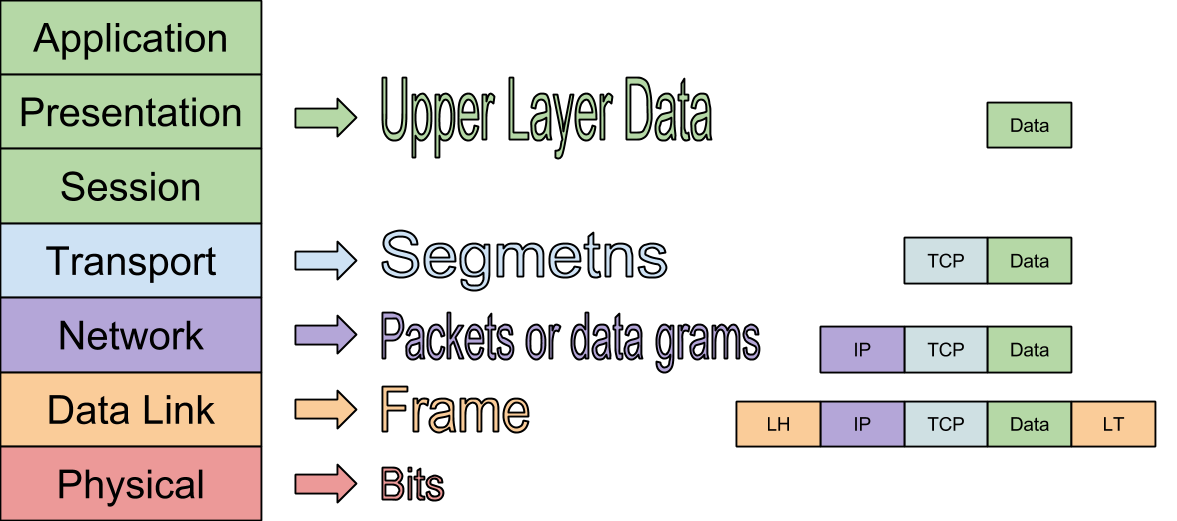 Application
Presentation
Upper Layer Data
Data
Session
Transport
Segmetns
TCP Data
Network
Packets or data grams
IP TCP Data
Data Link
Frame
LH IP TCP Data LT
Physical
Bits